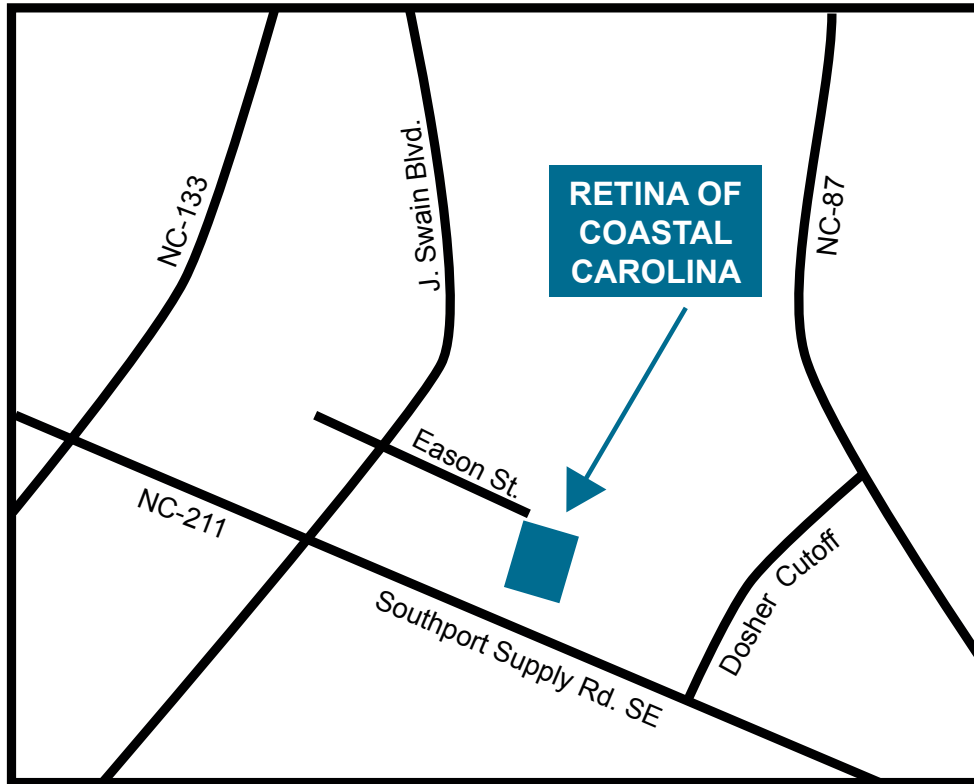 NC-133
J. Swain Blvd.
RETINA OF
COASTAL
CAROLINA
NC-87
Eason St.
NC-211
Southport Supply Rd. SE
Dosher Cutoff